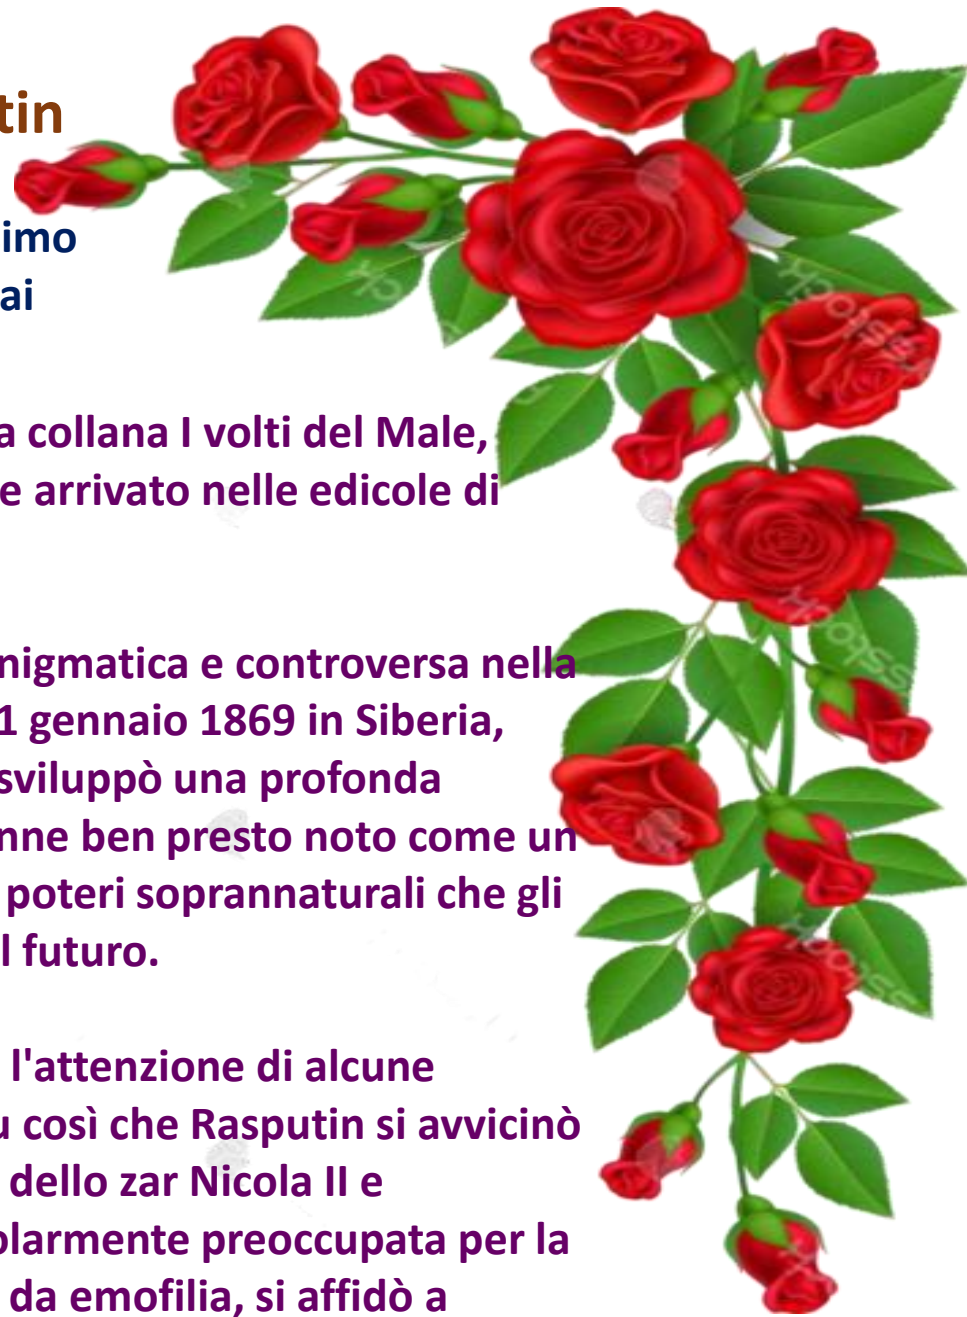 tin
imo
ai
a collana I volti del Male,
e arrivato nelle edicole di
nigmatica e controversa nella
1 gennaio 1869 in Siberia,
sviluppò una profonda
nne ben presto noto come un
poteri soprannaturali che gli
l futuro.
l'attenzione di alcune
u così che Rasputin si avvicinò
dello zar Nicola II e
olarmente preoccupata per la
da emofilia, si affidò a